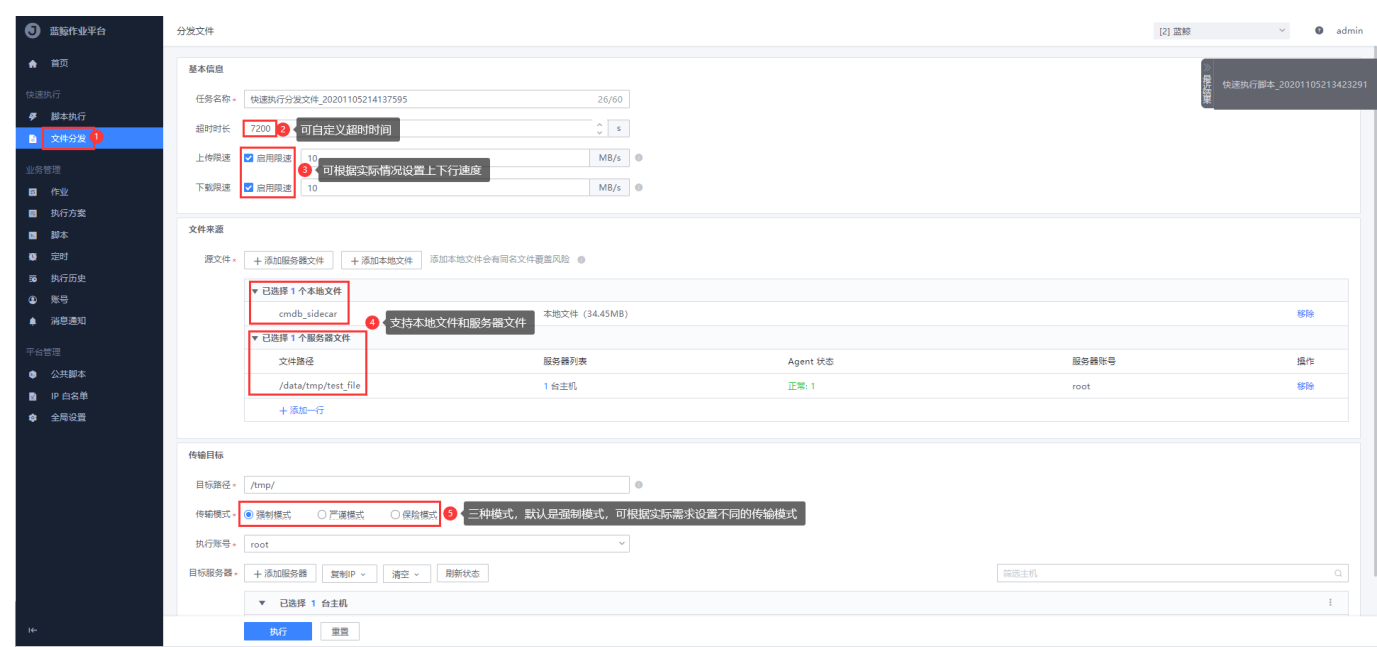 蓝鲸作业平台
分发文件
[2] 蓝鲸
admin
首页
快速执行
脚本执行
文件分发 1
业务管理
作业
执行方案
脚本
定时
执行历史
账号
消息通知
平台管理
公共脚本
IP 白名单
全局设置
最近结果
快速执行脚本_20201105213423291
基本信息
任务名称* 快速执行分发文件_20201105214137595 26/60
超时时长 7200 s
2 可自定义超时时间
上传限速 启用限速 10 MB/s
3 可根据实际情况设置上下行速度
下载限速 启用限速 10 MB/s
文件来源
源文件* + 添加服务器文件 + 添加本地文件 添加本地文件会有同名文件覆盖风险
已选择 1 个本地文件
cmdb_sidecar 本地文件 (34.45MB) 移除
4 支持本地文件和服务器文件
已选择 1 个服务器文件
文件路径 服务器列表 Agent 状态 服务器账号 操作
/data/tmp/test_file 1 台主机 正常: 1 root 移除
+ 添加一行
传输目标
目标路径* /tmp/
传输模式* 强制模式 严谨模式 保险模式
5 三种模式，默认是强制模式，可根据实际需求设置不同的传输模式
执行账号* root
目标服务器* + 添加服务器 复制IP 清空 刷新状态 筛选主机
已选择 1 台主机
执行 重置